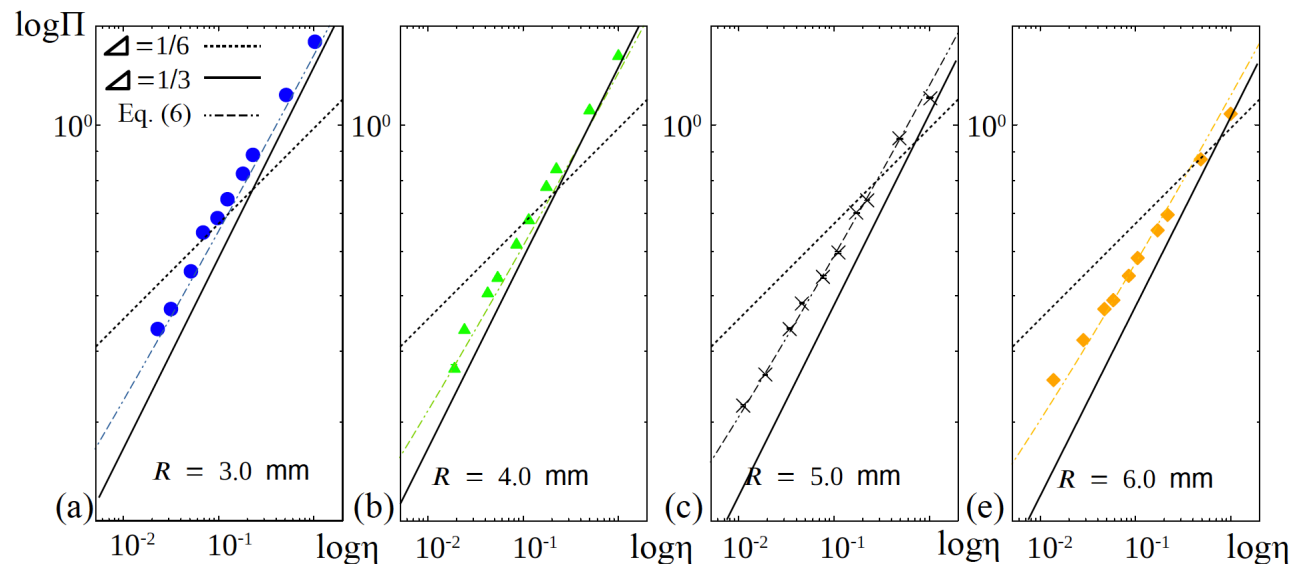 logΠ
⊿=1/6
⊿=1/3
Eq. (6)
10⁰
R = 3.0 mm
(a)
10⁻²
10⁻¹
logη
10⁰
R = 4.0 mm
(b)
10⁻²
10⁻¹
logη
10⁰
R = 5.0 mm
(c)
10⁻²
10⁻¹
logη
10⁰
R = 6.0 mm
(e)
10⁻²
10⁻¹
logη